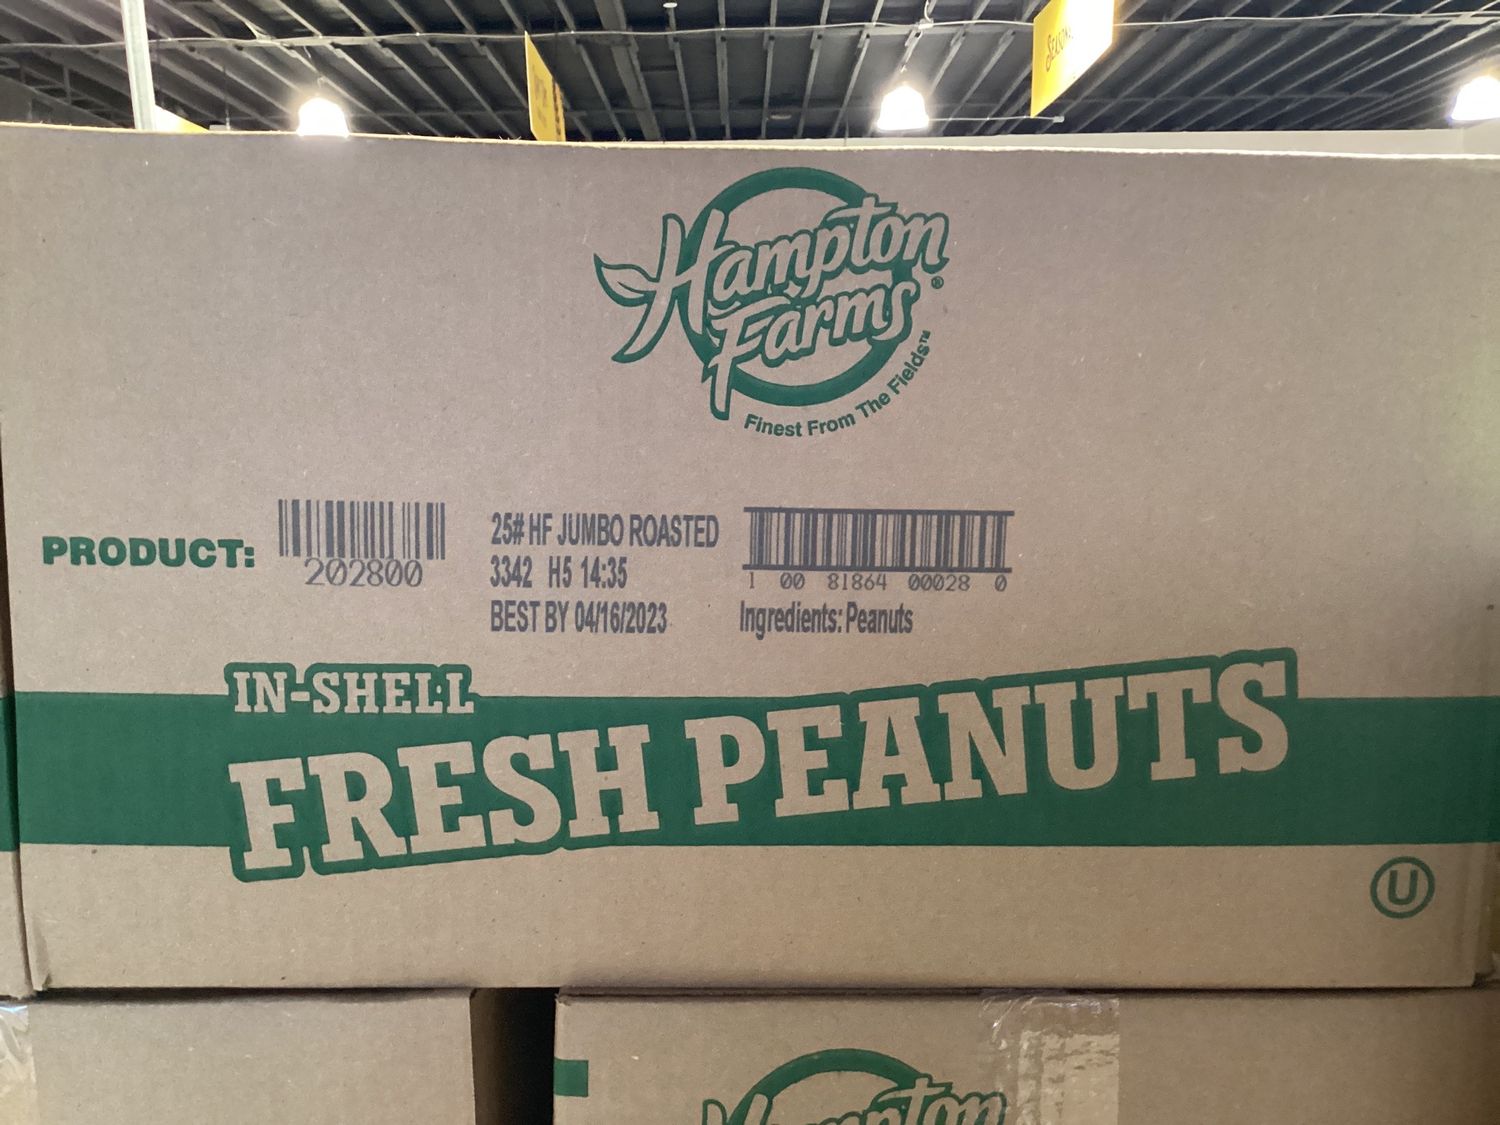 Hampton
Farms®
Finest From The Fields™
PRODUCT:
202800
25# HF JUMBO ROASTED
3342 H5 14:35
BEST BY 04/16/2023
1 00 81864 00028 0
Ingredients: Peanuts
IN-SHELL
FRESH PEANUTS
U
Hampton